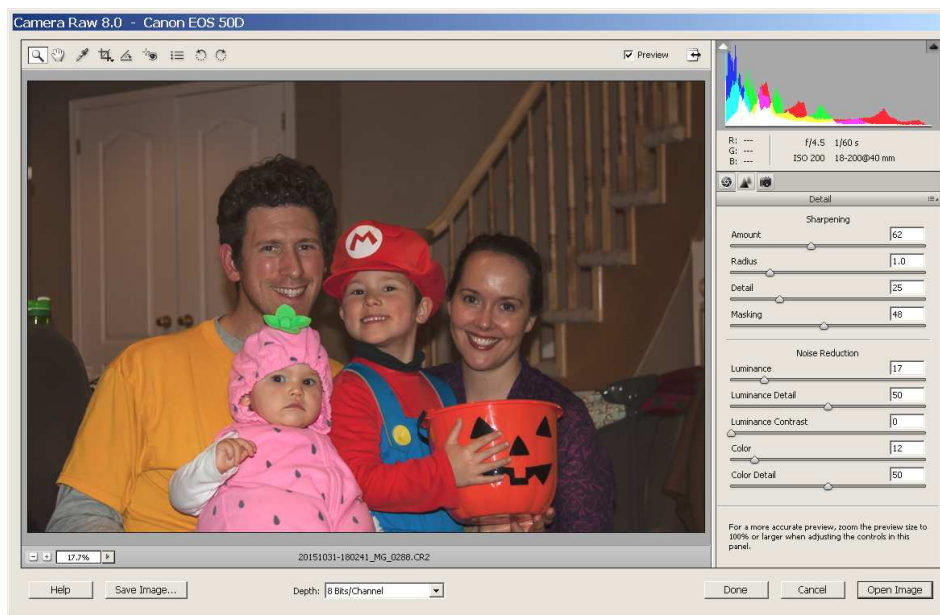 Camera Raw 8.0 - Canon EOS 50D
Preview
R: ---
G: ---
B: ---
f/4.5 1/60 s
ISO 200 18-200@40 mm
Detail
Sharpening
Amount 62
Radius 1.0
Detail 25
Masking 48
Noise Reduction
Luminance 17
Luminance Detail 50
Luminance Contrast 0
Color 12
Color Detail 50
For a more accurate preview, zoom the preview size to
100% or larger when adjusting the controls in this
panel.
M
- + 17.7% 20151031-180241_MG_0288.CR2
Help Save Image... Depth: 8 Bits/Channel Done Cancel Open Image